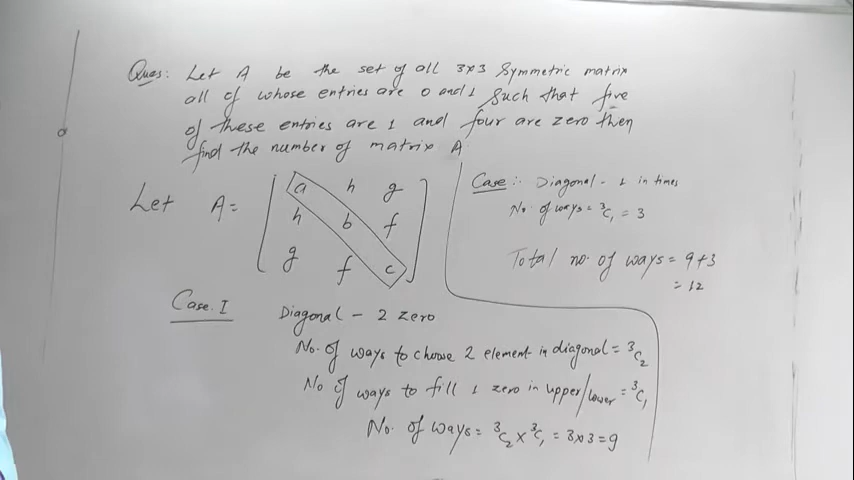 Ques: Let A be the set of all 3x3 Symmetric matrix
all of whose entries are 0 and 1 such that five
of these entries are 1 and four are zero then
find the number of matrix A
Let A = [ a h g
h b f
g f c ]
Case I Diagonal - 2 zero
No. of ways to choose 2 element in diagonal = ³C₂
No of ways to fill 1 zero in upper/lower = ³C₁
No. of ways = ³C₂ x ³C₁ = 3x3 = 9
Case :- Diagonal - 1 in times
No. of ways = ³C₁ = 3
Total no. of ways = 9+3
= 12